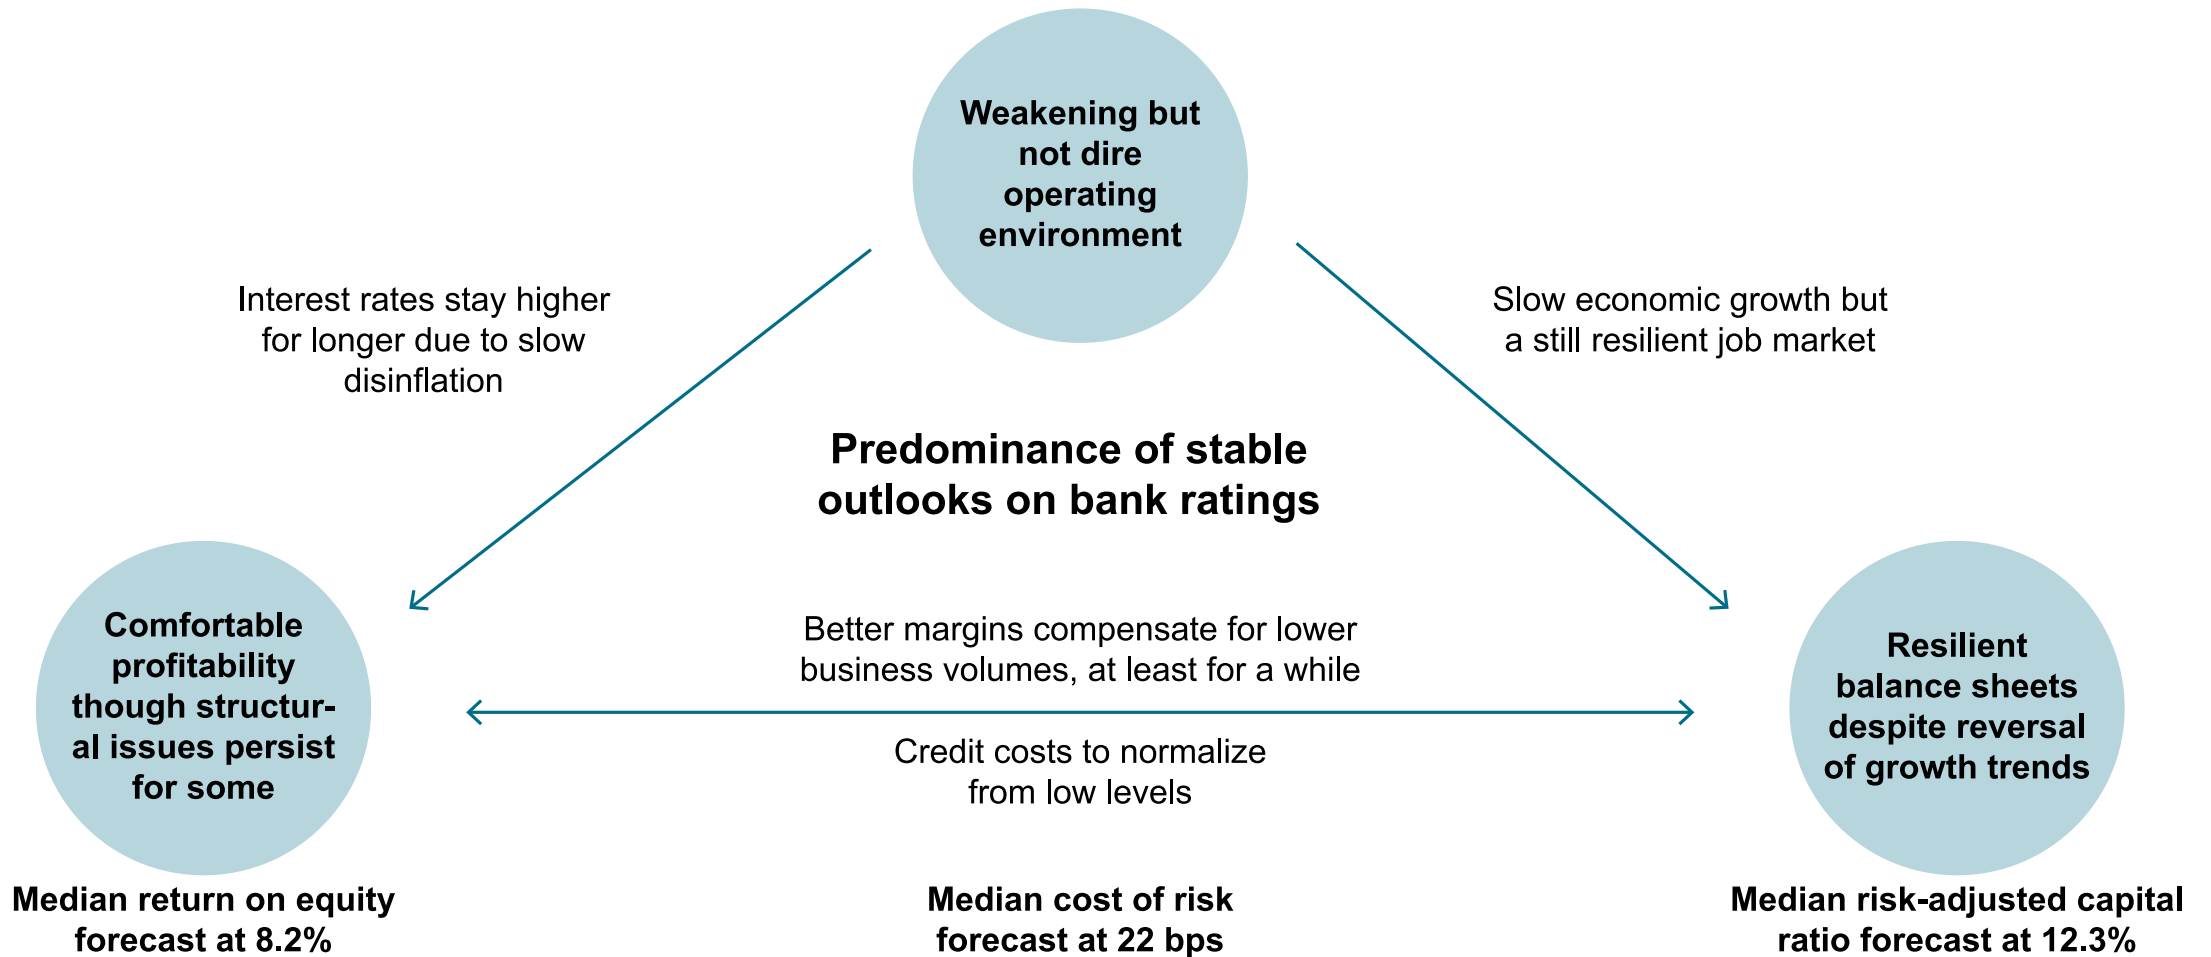 Weakening but
not dire
operating
environment
Interest rates stay higher
for longer due to slow
disinflation
Slow economic growth but
a still resilient job market
Predominance of stable
outlooks on bank ratings
Comfortable
profitability
though structur-
al issues persist
for some
Better margins compensate for lower
business volumes, at least for a while
Credit costs to normalize
from low levels
Resilient
balance sheets
despite reversal
of growth trends
Median return on equity
forecast at 8.2%
Median cost of risk
forecast at 22 bps
Median risk-adjusted capital
ratio forecast at 12.3%